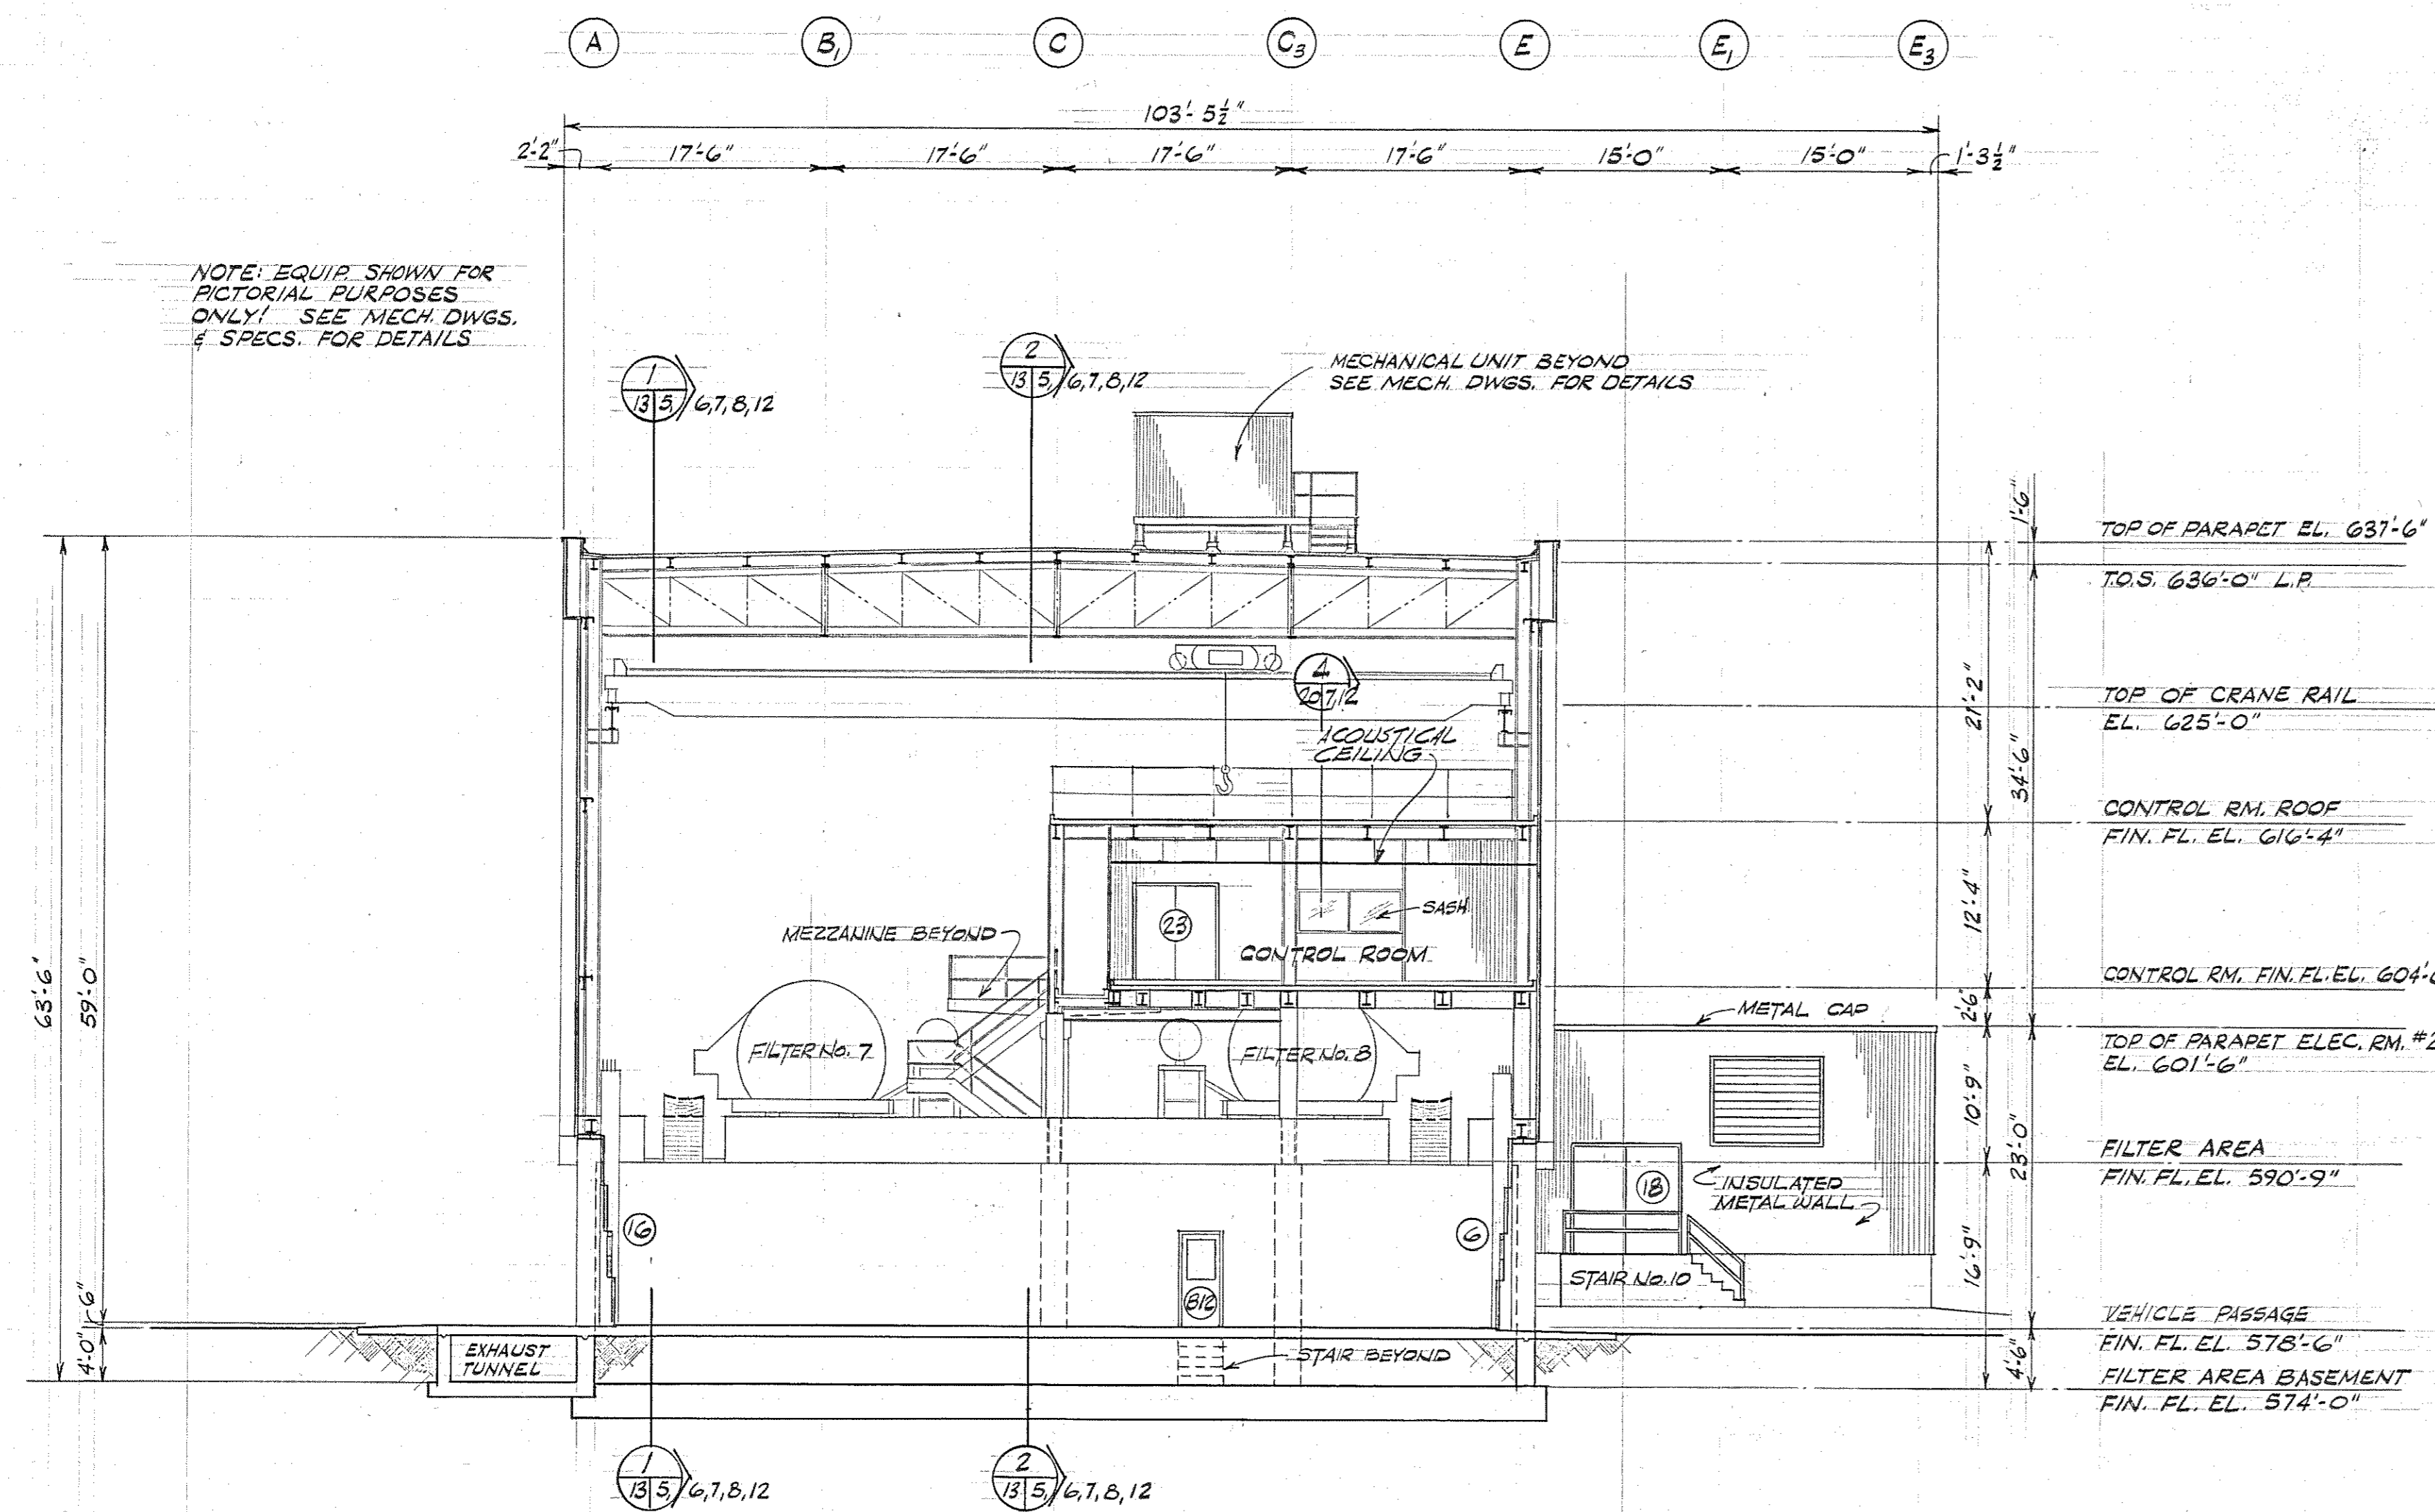 A B1 C C3 E E1 E3
103'-5½"
2'-2" 17'-6" 17'-6" 17'-6" 17'-6" 15'-0" 15'-0" 1'-3½"
NOTE: EQUIP. SHOWN FOR
PICTORIAL PURPOSES
ONLY! SEE MECH. DWGS.
& SPECS. FOR DETAILS
1
13 5, 6,7,8,12
2
13 5, 6,7,8,12
MECHANICAL UNIT BEYOND
SEE MECH. DWGS. FOR DETAILS
1'-6"
TOP OF PARAPET EL. 637'-6"
T.O.S. 636'-0" L.P.
4
20 7,12
21'-2"
34'-6"
TOP OF CRANE RAIL
EL. 625'-0"
ACOUSTICAL
CEILING
CONTROL RM. ROOF
FIN. FL. EL. 616'-4"
12'-4"
SASH
23
MEZZANINE BEYOND
CONTROL ROOM
63'-6"
59'-0"
CONTROL RM. FIN. FL. EL. 604'-
2'-6"
METAL CAP
FILTER No. 7
FILTER No. 8
TOP OF PARAPET ELEC. RM. #2
EL. 601'-6"
10'-9"
23'-0"
FILTER AREA
FIN. FL. EL. 590'-9"
18
INSULATED
METAL WALL
16
6
16'-9"
STAIR No. 10
B12
6"
4'-0"
VEHICLE PASSAGE
FIN. FL. EL. 578'-6"
EXHAUST
TUNNEL
STAIR BEYOND
4'-6"
FILTER AREA BASEMENT
FIN. FL. EL. 574'-0"
1
13 5, 6,7,8,12
2
13 5, 6,7,8,12